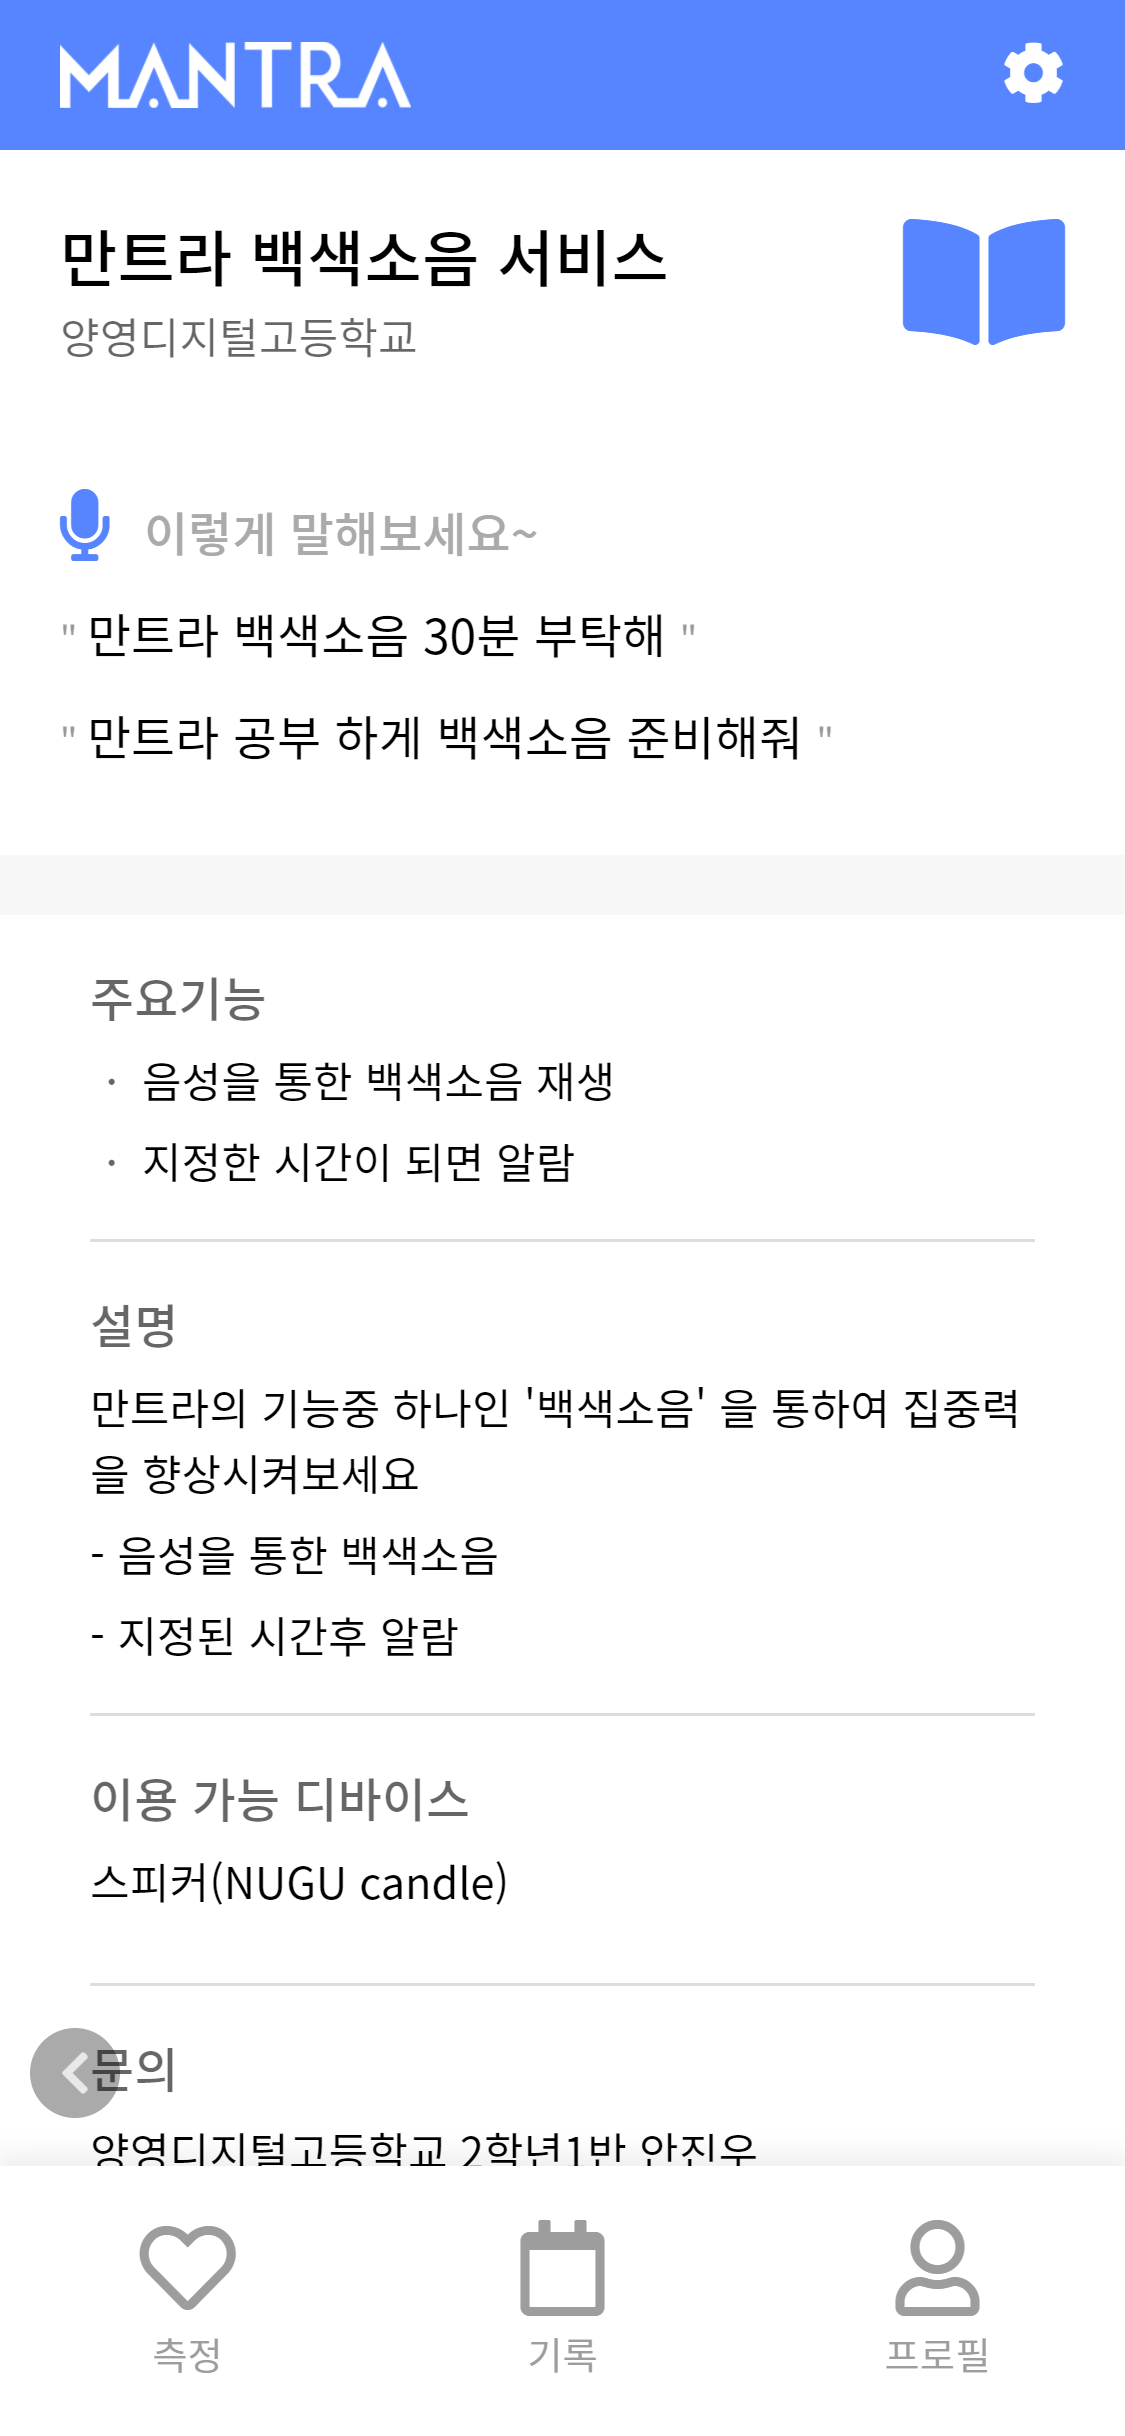 MANTRA
만트라 백색소음 서비스
양영디지털고등학교
이렇게 말해보세요~
" 만트라 백색소음 30분 부탁해 "
" 만트라 공부 하게 백색소음 준비해줘 "
주요기능
· 음성을 통한 백색소음 재생
· 지정한 시간이 되면 알람
설명
만트라의 기능중 하나인 '백색소음' 을 통하여 집중력
을 향상시켜보세요
- 음성을 통한 백색소음
- 지정된 시간후 알람
이용 가능 디바이스
스피커(NUGU candle)
문의
양영디지털고등학교 2학년1반 안진우
측정
기록
프로필